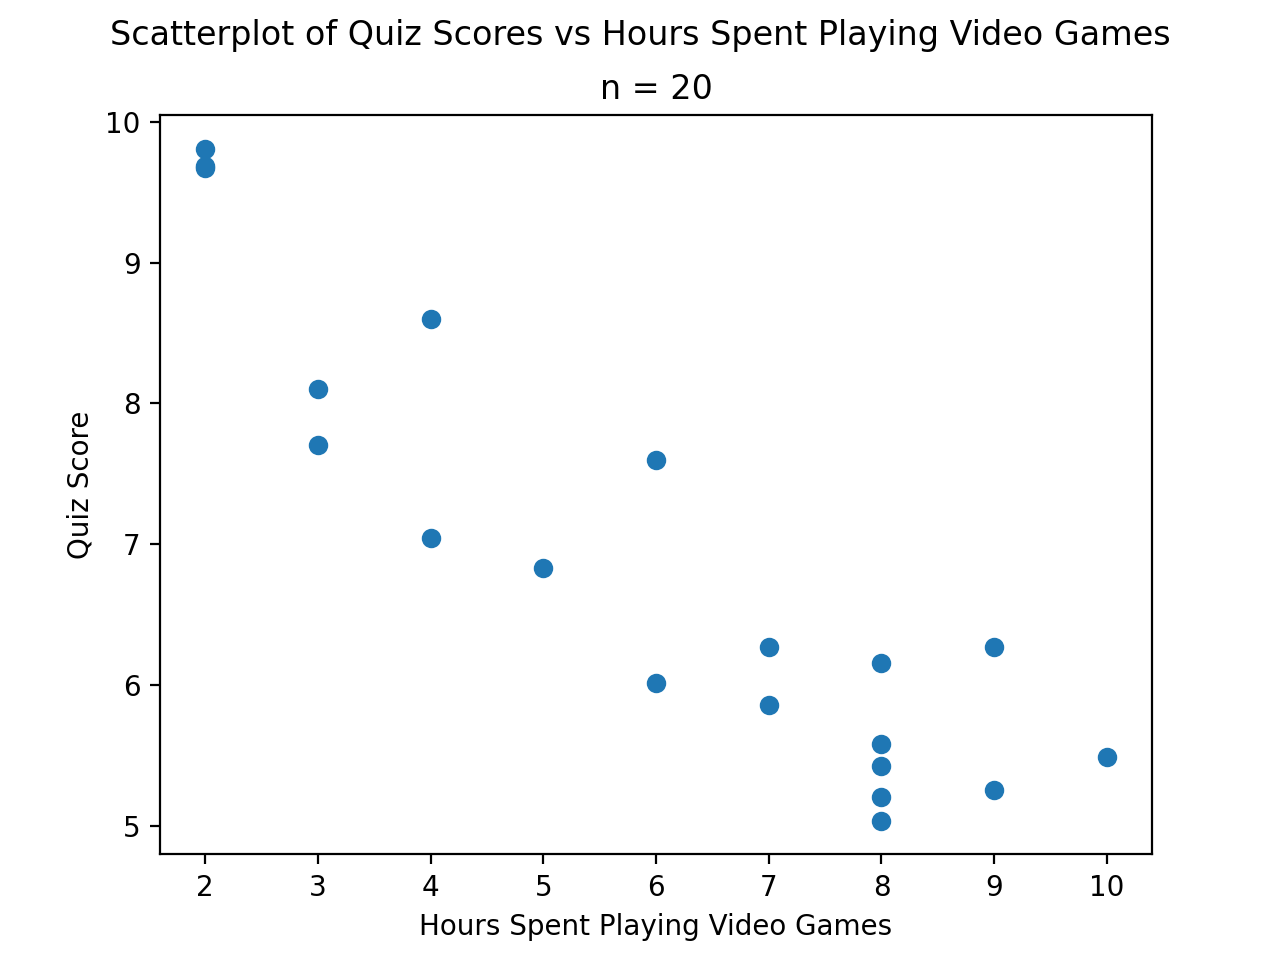 Scatterplot of Quiz Scores vs Hours Spent Playing Video Games
n = 20
10
9
8
7
6
5
Quiz Score
2 3 4 5 6 7 8 9 10
Hours Spent Playing Video Games